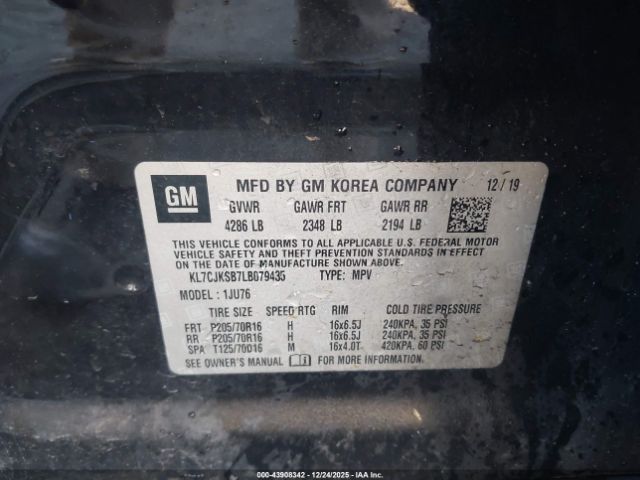 GM MFD BY GM KOREA COMPANY 12/19
GVWR GAWR FRT GAWR RR
4286 LB 2348 LB 2194 LB
THIS VEHICLE CONFORMS TO ALL APPLICABLE U.S. FEDERAL MOTOR
VEHICLE SAFETY AND THEFT PREVENTION STANDARDS IN EFFECT
ON THE DATE OF MANUFACTURE SHOWN ABOVE.
KL7CJKSB7LB079435 TYPE: MPV
MODEL: 1JU76
TIRE SIZE SPEED RTG RIM COLD TIRE PRESSURE
FRT P205/70R16 H 16x6.5J 240KPA, 35 PSI
RR P205/70R16 H 16x6.5J 240KPA, 35 PSI
SPA T125/70D16 M 16x4.0T 420KPA, 60 PSI
SEE OWNER'S MANUAL FOR MORE INFORMATION
000-43908342 - 12/24/2025 - IAA Inc.